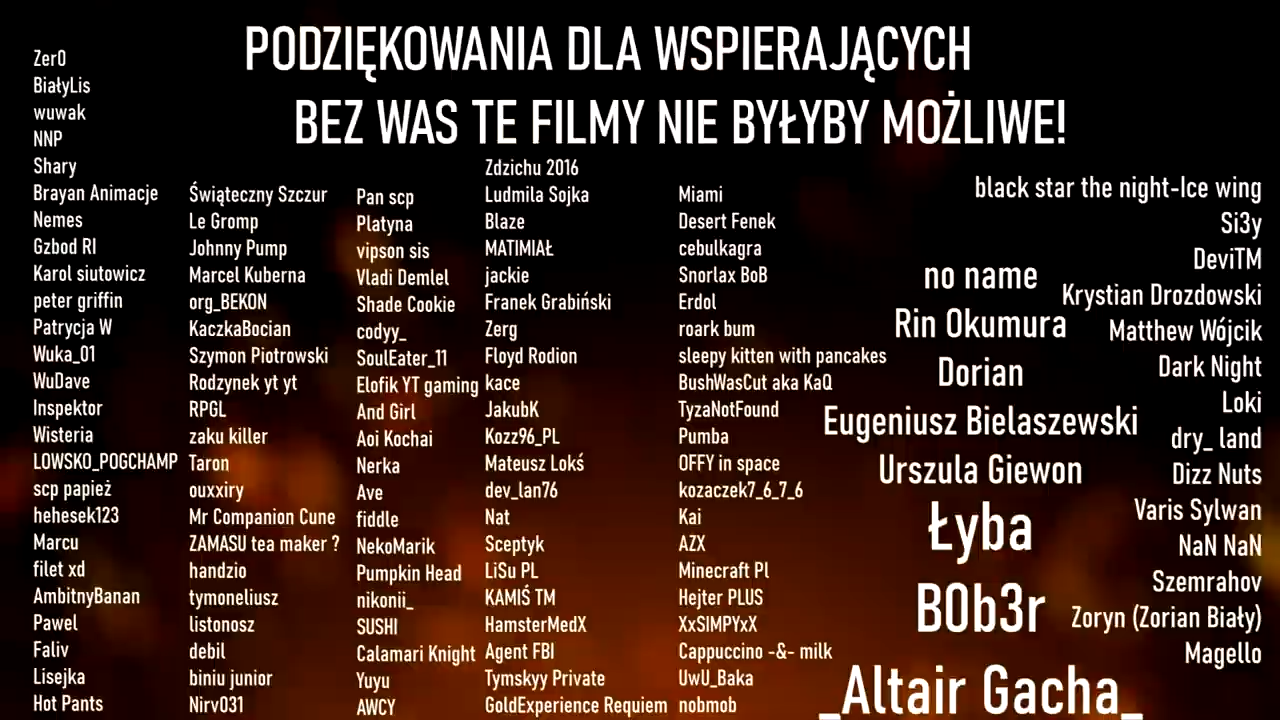 PODZIĘKOWANIA DLA WSPIERAJĄCYCH
BEZ WAS TE FILMY NIE BYŁYBY MOŻLIWE!
Zer0
BiałyLis
wuwak
NNP
Shary
Brayan Animacje
Nemes
Gzbod RI
Karol siutowicz
peter griffin
Patrycja W
Wuka_01
WuDave
Inspektor
Wisteria
LOWSKO_POGCHAMP
scp papież
hehesek123
Marcu
filet xd
AmbitnyBanan
Pawel
Faliv
Lisejka
Hot Pants
Świąteczny Szczur
Le Gromp
Johnny Pump
Marcel Kuberna
org_BEKON
KaczkaBocian
Szymon Piotrowski
Rodzynek yt yt
RPGL
zaku killer
Taron
ouxxiry
Mr Companion Cune
ZAMASU tea maker ?
handzio
tymoneliusz
listonosz
debil
biniu junior
Nirv031
Pan scp
Platyna
vipson sis
Vladi Demlel
Shade Cookie
codyy_
SoulEater_11
Elofik YT gaming
And Girl
Aoi Kochai
Nerka
Ave
fiddle
NekoMarik
Pumpkin Head
nikonii_
SUSHI
Calamari Knight
Yuyu
AWCY
Zdzichu 2016
Ludmila Sojka
Blaze
MATIMIAŁ
jackie
Franek Grabiński
Zerg
Floyd Rodion
kace
JakubK
Kozz96_PL
Mateusz Lokś
dev_lan76
Nat
Sceptyk
LiSu PL
KAMIŚ TM
HamsterMedX
Agent FBI
Tymskyy Private
GoldExperience Requiem
Miami
Desert Fenek
cebulkagra
Snorlax BoB
Erdol
roark bum
sleepy kitten with pancakes
BushWasCut aka KaQ
TyzaNotFound
Pumba
OFFY in space
kozaczek7_6_7_6
Kai
AZX
Minecraft Pl
Hejter PLUS
XxSIMPYxX
Cappuccino -&- milk
UwU_Baka
nobmob
no name
Rin Okumura
Dorian
Eugeniusz Bielaszewski
Urszula Giewon
Łyba
B0b3r
_Altair Gacha_
black star the night-Ice wing
Si3y
DeviTM
Krystian Drozdowski
Matthew Wójcik
Dark Night
Loki
dry_ land
Dizz Nuts
Varis Sylwan
NaN NaN
Szemrahov
Zoryn (Zorian Biały)
Magello